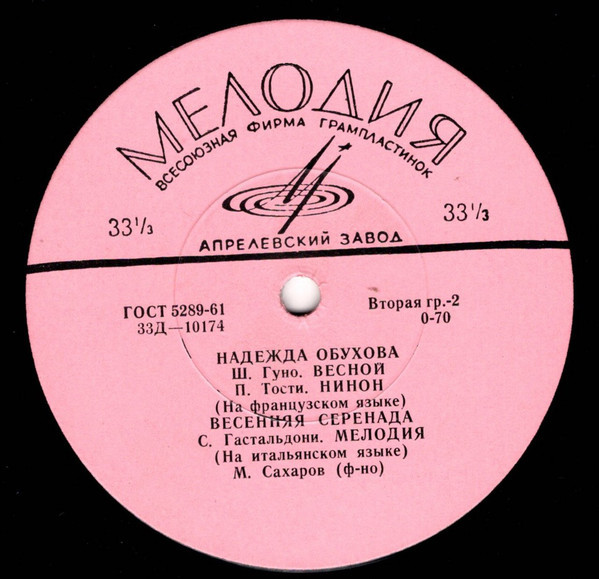 МЕЛОДИЯ
ВСЕСОЮЗНАЯ ФИРМА ГРАМПЛАСТИНОК
33 1/3
33 1/3
АПРЕЛЕВСКИЙ ЗАВОД
ГОСТ 5289-61
33Д—10174
Вторая гр.-2
0-70
НАДЕЖДА ОБУХОВА
Ш. Гуно. ВЕСНОЙ
П. Тости. НИНОН
(На французском языке)
ВЕСЕННЯЯ СЕРЕНАДА
С. Гастальдони. МЕЛОДИЯ
(На итальянском языке)
М. Сахаров (ф-но)